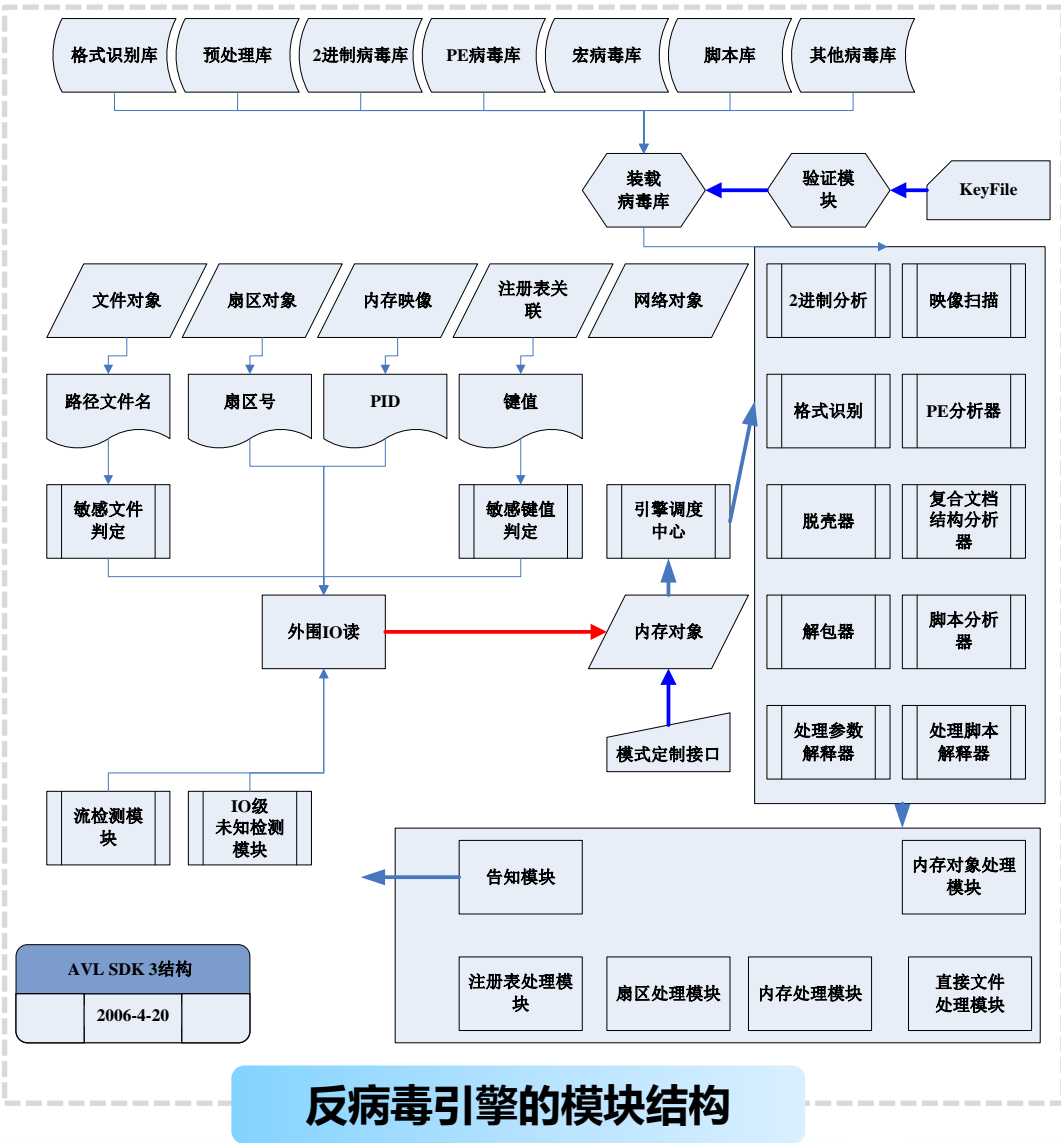 格式识别库
预处理库
2进制病毒库
PE病毒库
宏病毒库
脚本库
其他病毒库
装载
病毒库
验证模
块
KeyFile
文件对象
扇区对象
内存映像
注册表关
联
网络对象
2进制分析
映像扫描
路径文件名
扇区号
PID
键值
格式识别
PE分析器
敏感文件
判定
敏感键值
判定
引擎调度
中心
脱壳器
复合文档
结构分析
器
外围IO读
内存对象
解包器
脚本分析
器
模式定制接口
处理参数
解释器
处理脚本
解释器
流检测模
块
IO级
未知检测
模块
告知模块
内存对象处理
模块
注册表处理模
块
扇区处理模块
内存处理模块
直接文件
处理模块
AVL SDK 3结构
2006-4-20
反病毒引擎的模块结构